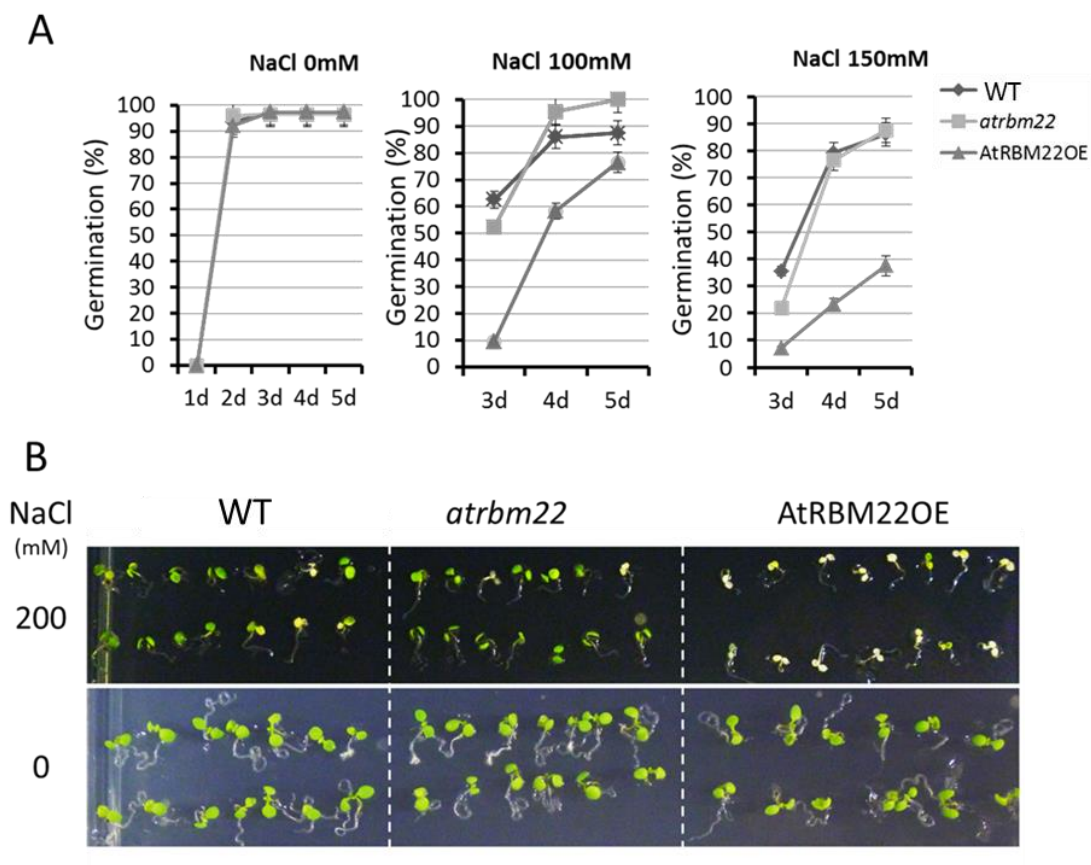 A
NaCl 0mM
NaCl 100mM
NaCl 150mM
WT
atrbm22
AtRBM22OE
Germination (%)
100
90
80
70
60
50
40
30
20
10
0
1d 2d 3d 4d 5d
Germination (%)
100
90
80
70
60
50
40
30
20
10
0
3d 4d 5d
Germination (%)
100
90
80
70
60
50
40
30
20
10
0
3d 4d 5d
B
NaCl
(mM)
WT
atrbm22
AtRBM22OE
200
0